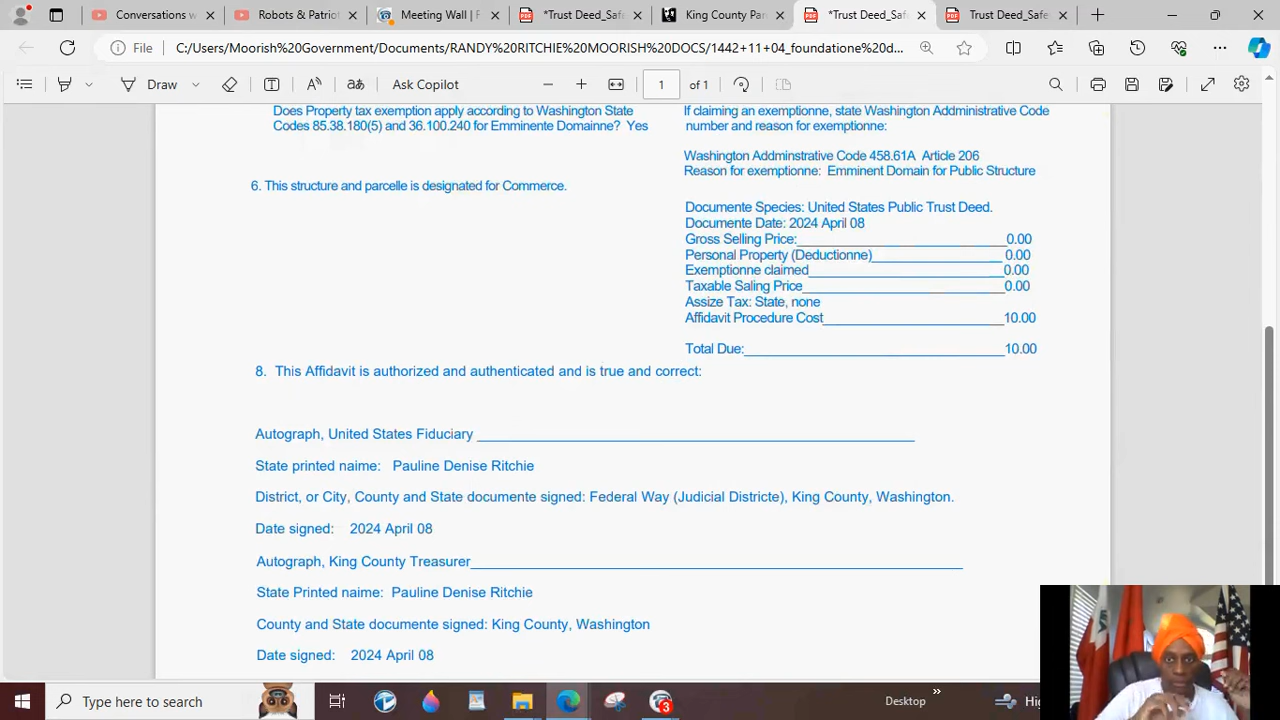 Conversations w
Robots & Patriot
Meeting Wall | F
*Trust Deed_Safe
King County Par
*Trust Deed_Safe
Trust Deed_Safe
File
C:/Users/Moorish%20Government/Documents/RANDY%20RITCHIE%20MOORISH%20DOCS/1442+11+04_foundatione%20d...
Draw
Ask Copilot
1 of 1
Does Property tax exemption apply according to Washington State
Codes 85.38.180(5) and 36.100.240 for Emminente Domainne? Yes
If claiming an exemptionne, state Washington Addministrative Code
number and reason for exemptionne:
Washington Addminstrative Code 458.61A Article 206
Reason for exemptionne: Emminent Domain for Public Structure
6. This structure and parcelle is designated for Commerce.
Documente Species: United States Public Trust Deed.
Documente Date: 2024 April 08
Gross Selling Price: 0.00
Personal Property (Deductionne) 0.00
Exemptionne claimed 0.00
Taxable Saling Price 0.00
Assize Tax: State, none
Affidavit Procedure Cost 10.00
Total Due: 10.00
8. This Affidavit is authorized and authenticated and is true and correct:
Autograph, United States Fiduciary
State printed naime: Pauline Denise Ritchie
District, or City, County and State documente signed: Federal Way (Judicial Districte), King County, Washington.
Date signed: 2024 April 08
Autograph, King County Treasurer
State Printed naime: Pauline Denise Ritchie
County and State documente signed: King County, Washington
Date signed: 2024 April 08
Type here to search
3
Desktop
Hig